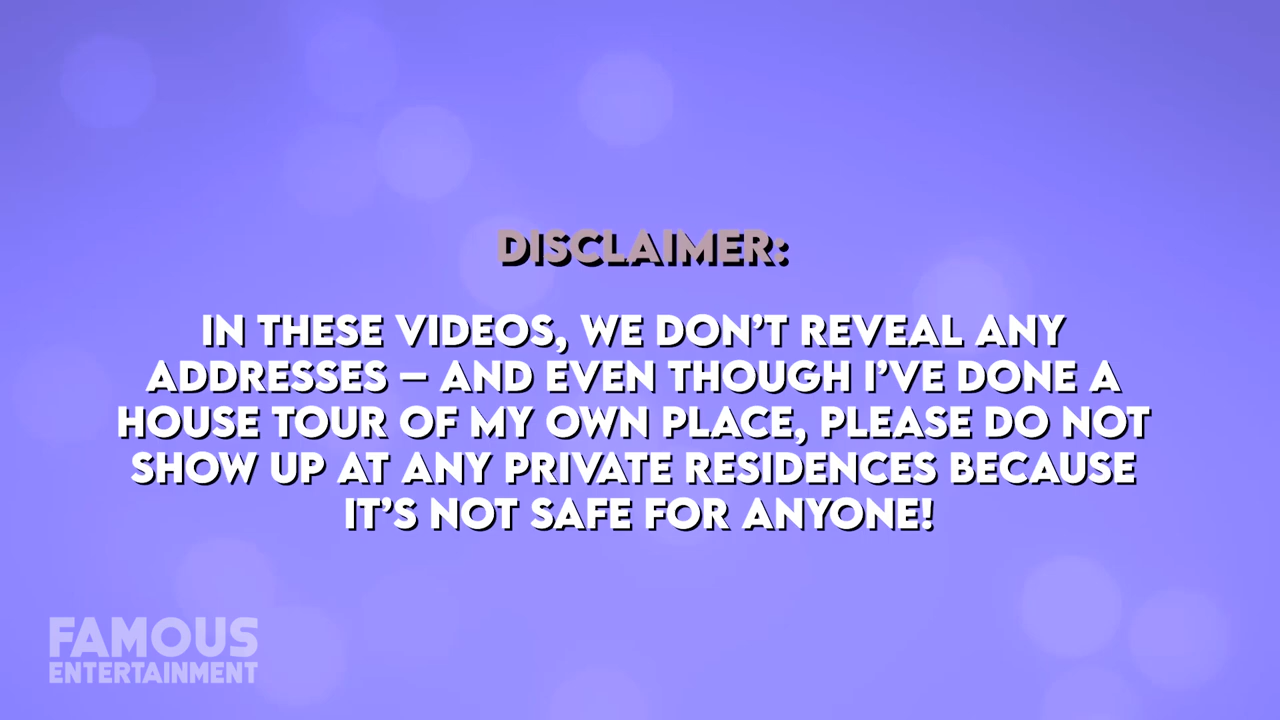 DISCLAIMER:
IN THESE VIDEOS, WE DON'T REVEAL ANY
ADDRESSES – AND EVEN THOUGH I'VE DONE A
HOUSE TOUR OF MY OWN PLACE, PLEASE DO NOT
SHOW UP AT ANY PRIVATE RESIDENCES BECAUSE
IT'S NOT SAFE FOR ANYONE!
FAMOUS
ENTERTAINMENT